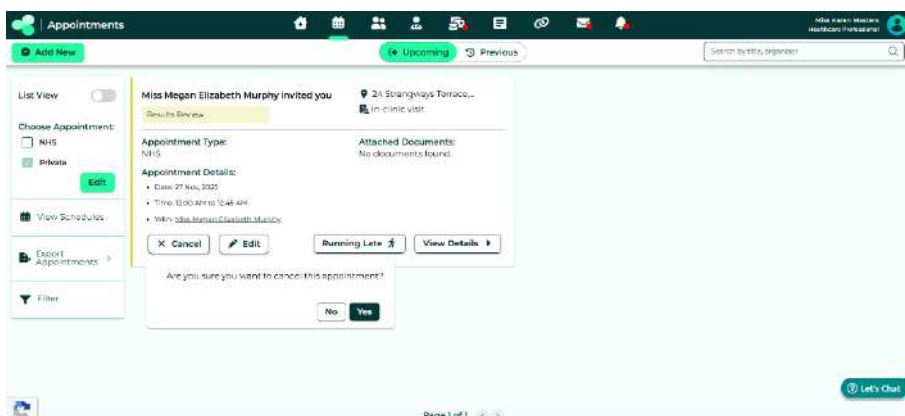 Appointments
Miss Karen Masters
Healthcare Professional
Add New
Upcoming
Previous
Search by title, organiser
List View
Choose Appointment:
NHS
Private
Edit
View Schedules
Export Appointments
Filter
Miss Megan Elizabeth Murphy invited you
Results Review
24 Strangways Terrace,...
In-clinic visit
Appointment Type:
NHS
Attached Documents:
No documents found.
Appointment Details:
Date: 27 Nov, 2025
Time: 12:00 AM to 12:45 AM
With: Miss Megan Elizabeth Murphy
Cancel
Edit
Running Late
View Details
Are you sure you want to cancel this appointment?
No
Yes
Let's Chat
Page 1 of 1